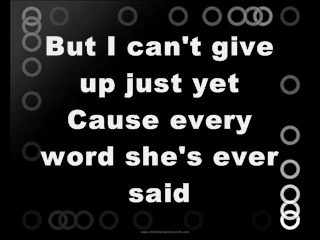 But I can't give
up just yet
Cause every
word she's ever
said